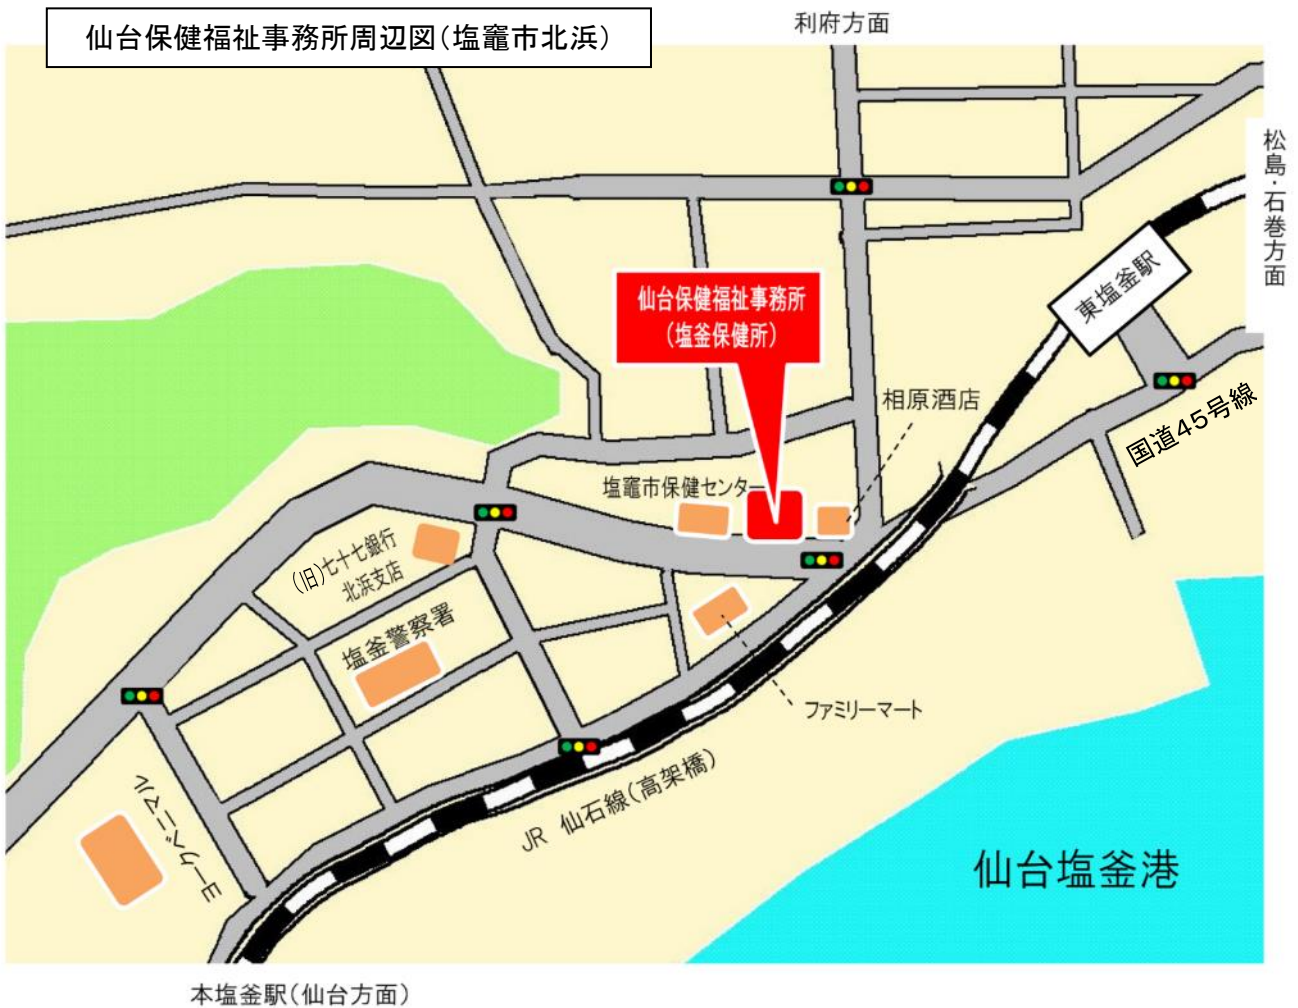 仙台保健福祉事務所周辺図(塩竈市北浜)
利府方面
松島・石巻方面
東塩釜駅
仙台保健福祉事務所
(塩釜保健所)
相原酒店
国道45号線
塩竈市保健センター
(旧)七十七銀行
北浜支店
塩釜警察署
ファミリーマート
ヨークベニマル
JR 仙石線(高架橋)
仙台塩釜港
本塩釜駅(仙台方面)